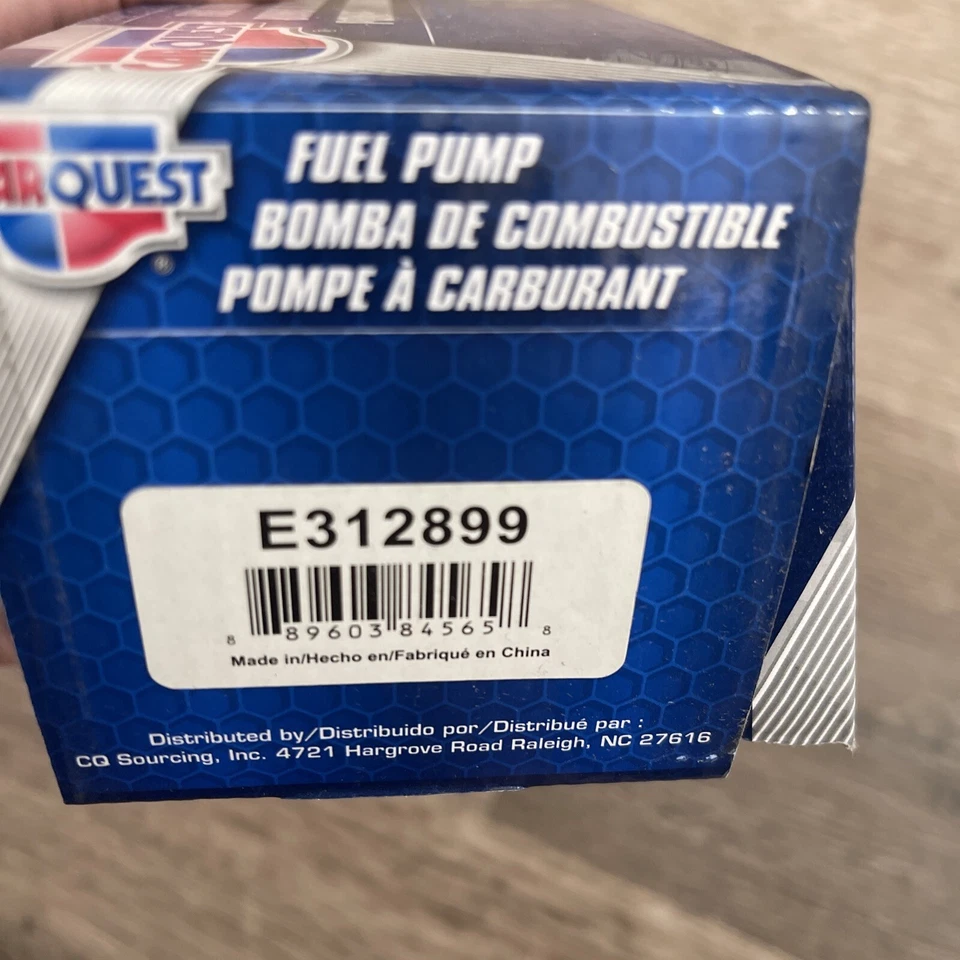 QUEST
FUEL PUMP
BOMBA DE COMBUSTIBLE
POMPE À CARBURANT
®
E312899
8 89603 84565 8
Made in/Hecho en/Fabriqué en China
Distributed by/Distribuido por/Distribué par :
CQ Sourcing, Inc. 4721 Hargrove Road Raleigh, NC 27616